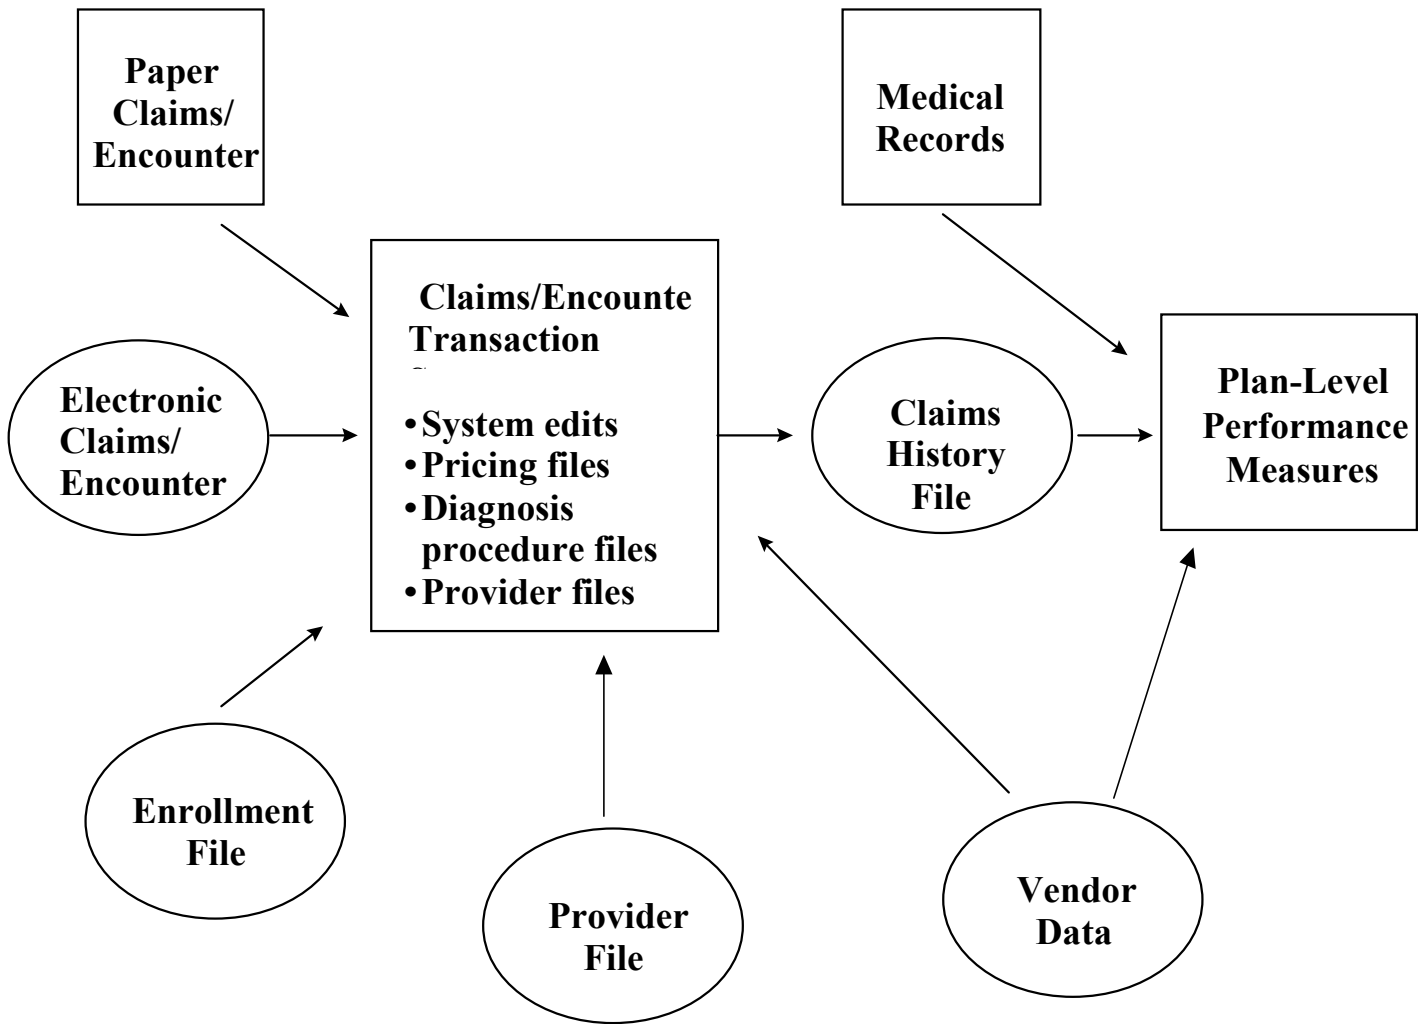 Paper
Claims/
Encounter
Medical
Records
Claims/Encounte
Transaction
•System edits
•Pricing files
•Diagnosis
procedure files
•Provider files
Electronic
Claims/
Encounter
Claims
History
File
Plan-Level
Performance
Measures
Enrollment
File
Provider
File
Vendor
Data